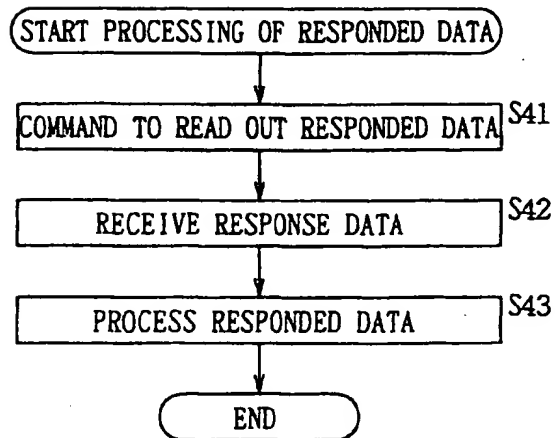 START PROCESSING OF RESPONDED DATA
COMMAND TO READ OUT RESPONDED DATA S41
RECEIVE RESPONSE DATA S42
PROCESS RESPONDED DATA S43
END